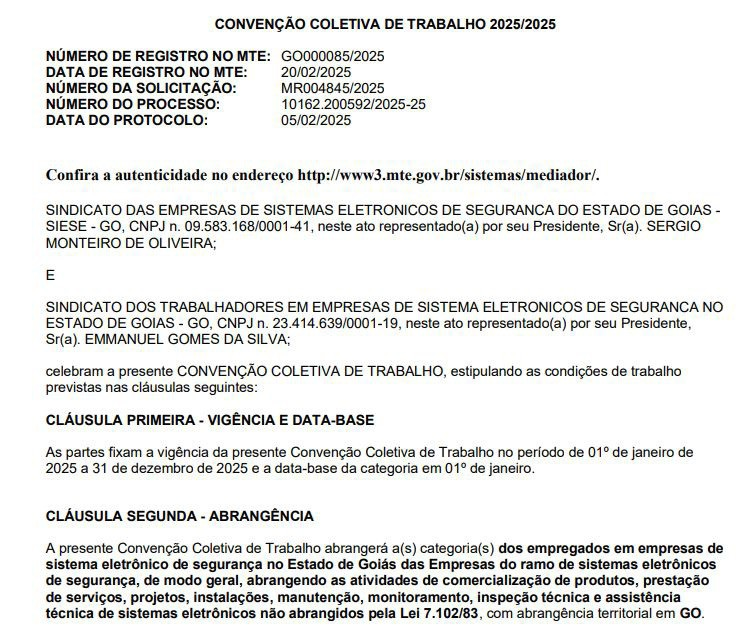 CONVENÇÃO COLETIVA DE TRABALHO 2025/2025
NÚMERO DE REGISTRO NO MTE: GO000085/2025
DATA DE REGISTRO NO MTE: 20/02/2025
NÚMERO DA SOLICITAÇÃO: MR004845/2025
NÚMERO DO PROCESSO: 10162.200592/2025-25
DATA DO PROTOCOLO: 05/02/2025
Confira a autenticidade no endereço http://www3.mte.gov.br/sistemas/mediador/.
SINDICATO DAS EMPRESAS DE SISTEMAS ELETRONICOS DE SEGURANCA DO ESTADO DE GOIAS -
SIESE - GO, CNPJ n. 09.583.168/0001-41, neste ato representado(a) por seu Presidente, Sr(a). SERGIO
MONTEIRO DE OLIVEIRA;
E
SINDICATO DOS TRABALHADORES EM EMPRESAS DE SISTEMA ELETRONICOS DE SEGURANCA NO
ESTADO DE GOIAS - GO, CNPJ n. 23.414.639/0001-19, neste ato representado(a) por seu Presidente,
Sr(a). EMMANUEL GOMES DA SILVA;
celebram a presente CONVENÇÃO COLETIVA DE TRABALHO, estipulando as condições de trabalho
previstas nas cláusulas seguintes:
CLÁUSULA PRIMEIRA - VIGÊNCIA E DATA-BASE
As partes fixam a vigência da presente Convenção Coletiva de Trabalho no período de 01º de janeiro de
2025 a 31 de dezembro de 2025 e a data-base da categoria em 01º de janeiro.
CLÁUSULA SEGUNDA - ABRANGÊNCIA
A presente Convenção Coletiva de Trabalho abrangerá a(s) categoria(s) dos empregados em empresas de
sistema eletrônico de segurança no Estado de Goiás das Empresas do ramo de sistemas eletrônicos
de segurança, de modo geral, abrangendo as atividades de comercialização de produtos, prestação
de serviços, projetos, instalações, manutenção, monitoramento, inspeção técnica e assistência
técnica de sistemas eletrônicos não abrangidos pela Lei 7.102/83, com abrangência territorial em GO.